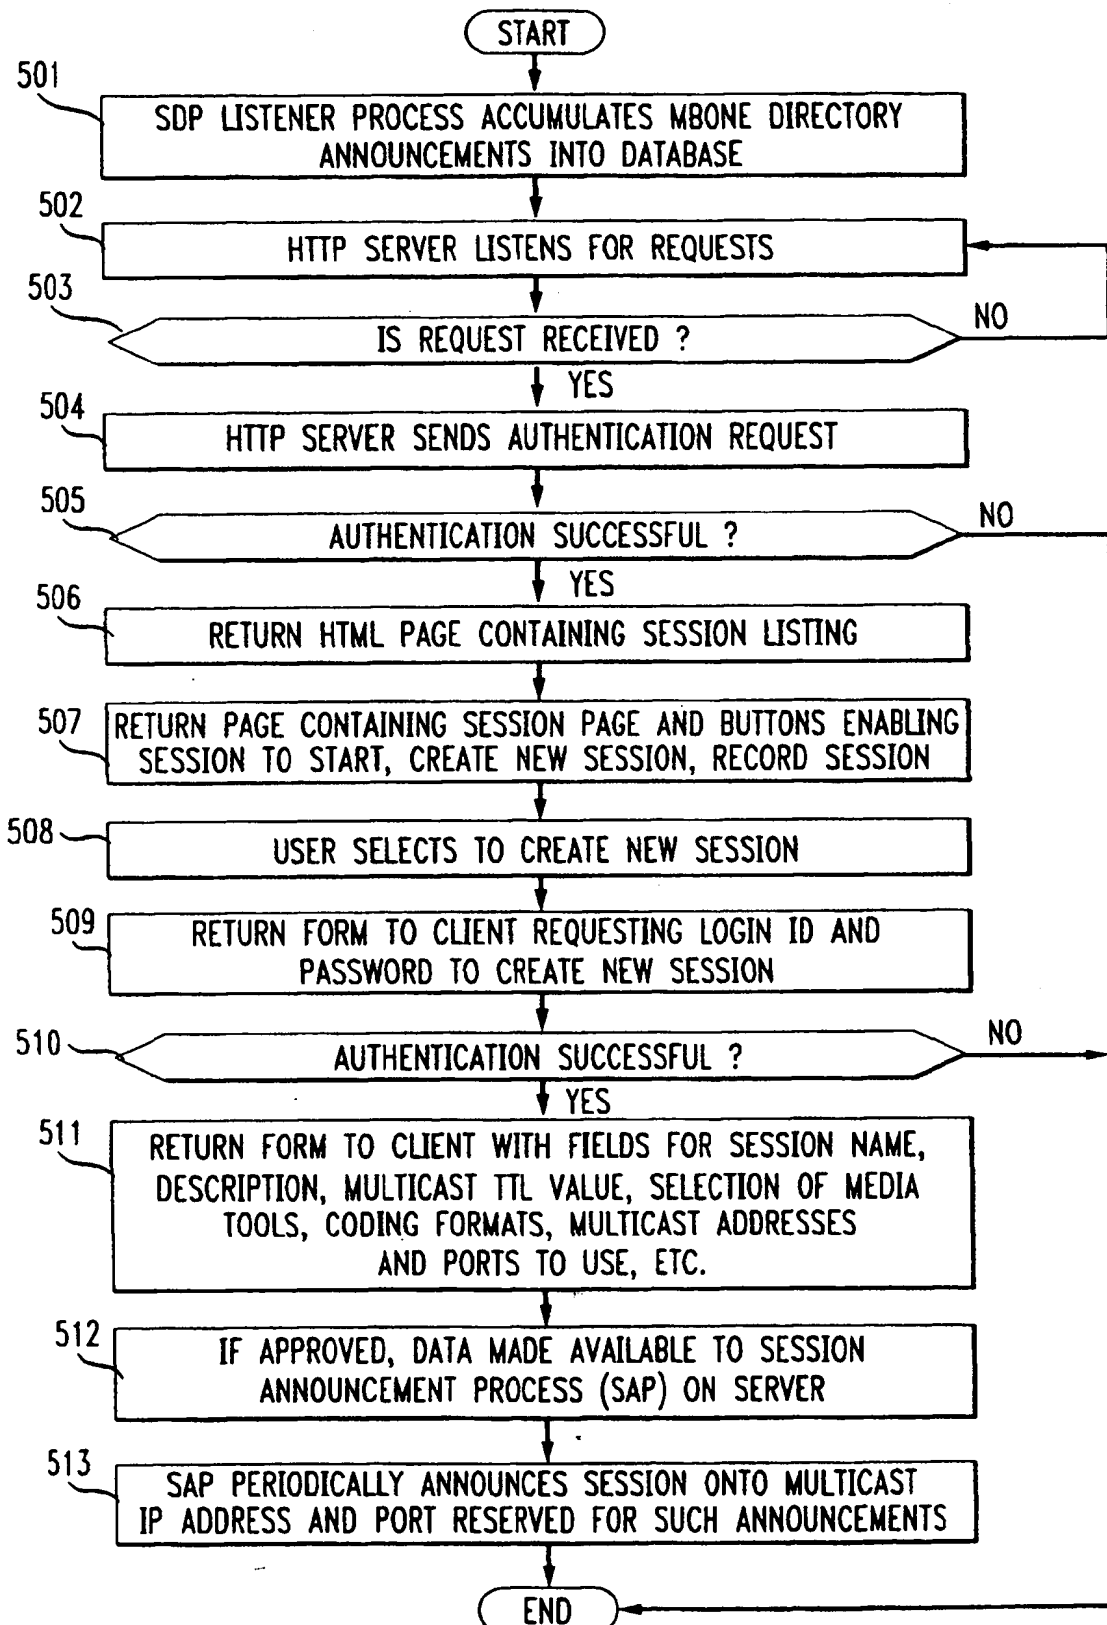 START
501
SDP LISTENER PROCESS ACCUMULATES MBONE DIRECTORY
ANNOUNCEMENTS INTO DATABASE
502
HTTP SERVER LISTENS FOR REQUESTS
503
IS REQUEST RECEIVED ?
NO
YES
504
HTTP SERVER SENDS AUTHENTICATION REQUEST
505
AUTHENTICATION SUCCESSFUL ?
NO
YES
506
RETURN HTML PAGE CONTAINING SESSION LISTING
507
RETURN PAGE CONTAINING SESSION PAGE AND BUTTONS ENABLING
SESSION TO START, CREATE NEW SESSION, RECORD SESSION
508
USER SELECTS TO CREATE NEW SESSION
509
RETURN FORM TO CLIENT REQUESTING LOGIN ID AND
PASSWORD TO CREATE NEW SESSION
510
AUTHENTICATION SUCCESSFUL ?
NO
YES
511
RETURN FORM TO CLIENT WITH FIELDS FOR SESSION NAME,
DESCRIPTION, MULTICAST TTL VALUE, SELECTION OF MEDIA
TOOLS, CODING FORMATS, MULTICAST ADDRESSES
AND PORTS TO USE, ETC.
512
IF APPROVED, DATA MADE AVAILABLE TO SESSION
ANNOUNCEMENT PROCESS (SAP) ON SERVER
513
SAP PERIODICALLY ANNOUNCES SESSION ONTO MULTICAST
IP ADDRESS AND PORT RESERVED FOR SUCH ANNOUNCEMENTS
END